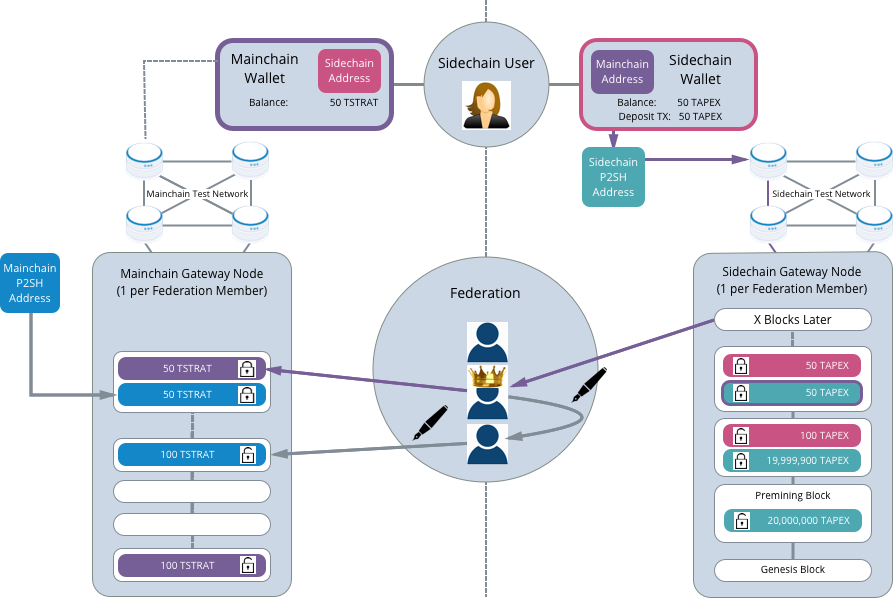 Mainchain
Wallet
Sidechain
Address
Balance:
50 TSTRAT
Sidechain User
Mainchain
Address
Sidechain
Wallet
Balance:
50 TAPEX
Deposit TX:
50 TAPEX
Sidechain
P2SH
Address
Mainchain Test Network
Sidechain Test Network
Mainchain
P2SH
Address
Mainchain Gateway Node
(1 per Federation Member)
50 TSTRAT
50 TSTRAT
100 TSTRAT
100 TSTRAT
Federation
Sidechain Gateway Node
(1 per Federation Member)
X Blocks Later
50 TAPEX
50 TAPEX
100 TAPEX
19,999,900 TAPEX
Premining Block
20,000,000 TAPEX
Genesis Block